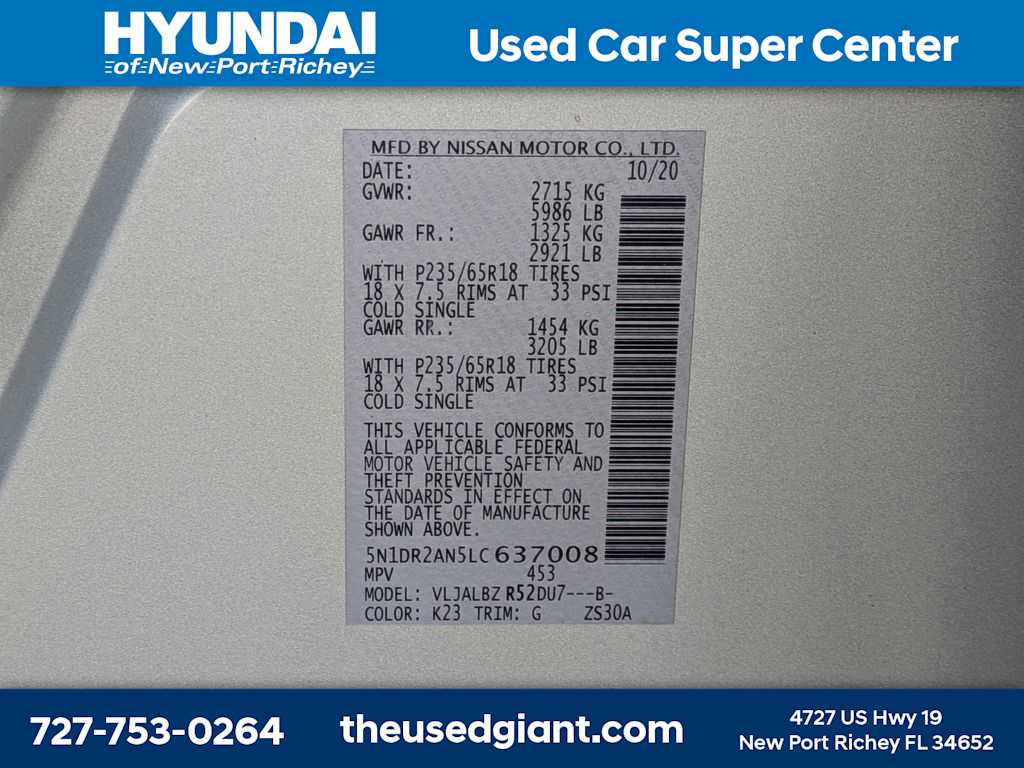 HYUNDAI
of New Port Richey
Used Car Super Center
MFD BY NISSAN MOTOR CO., LTD.
DATE: 10/20
GVWR: 2715 KG
5986 LB
GAWR FR.: 1325 KG
2921 LB
WITH P235/65R18 TIRES
18 X 7.5 RIMS AT 33 PSI
COLD SINGLE
GAWR RR.: 1454 KG
3205 LB
WITH P235/65R18 TIRES
18 X 7.5 RIMS AT 33 PSI
COLD SINGLE
THIS VEHICLE CONFORMS TO
ALL APPLICABLE FEDERAL
MOTOR VEHICLE SAFETY AND
THEFT PREVENTION
STANDARDS IN EFFECT ON
THE DATE OF MANUFACTURE
SHOWN ABOVE.
5N1DR2AN5LC637008
MPV 453
MODEL: VLJALBZ R52DU7---B-
COLOR: K23 TRIM: G ZS30A
727-753-0264
theusedgiant.com
4727 US Hwy 19
New Port Richey FL 34652